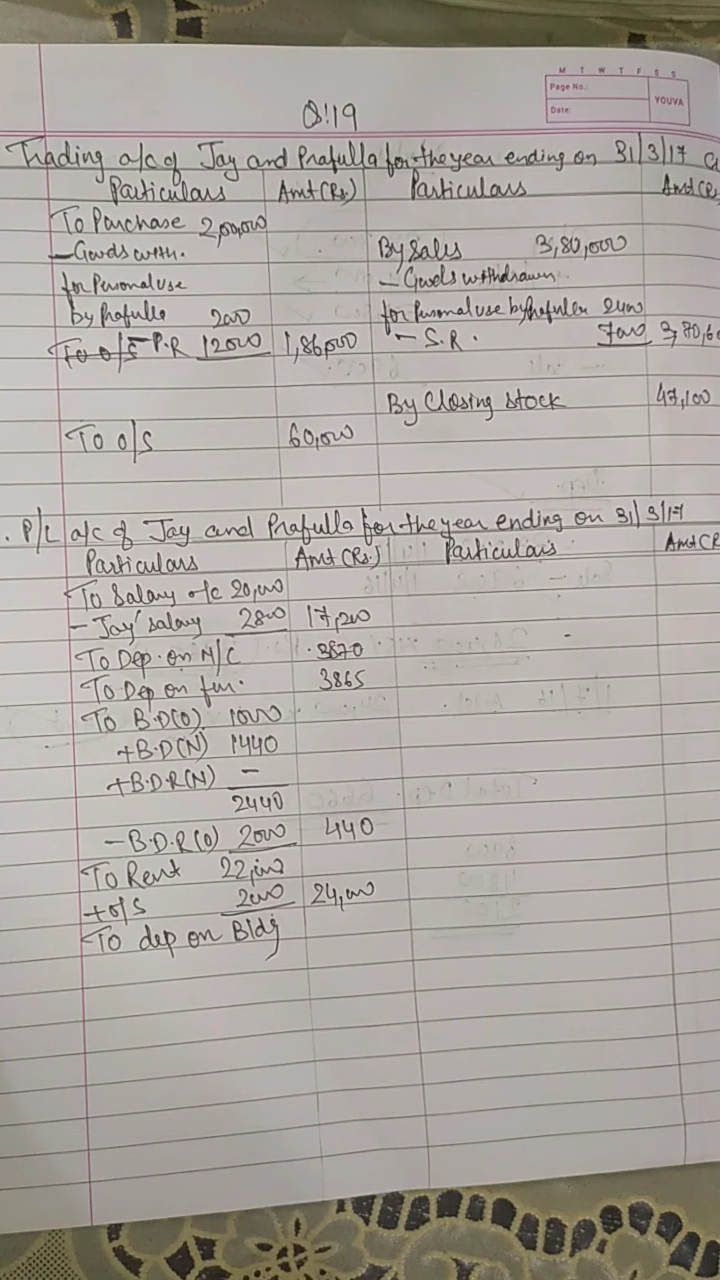 M T W T F S S
Page No.:
YOUVA
Date:
Q:19
Trading a/c of Jay and Prafulla for the year ending on 31/3/17
Particulars Amt(Rs.) Particulars Amt(R
To Purchase 2,00,000
- Goods with. By Sales 3,80,000
for Personal use - Goods withdrawn
by Prafulla 2000 for Personal use by Prafulla 2400
To O/S - P.R 12000 1,86,000 - S.R. 7000 3,70,6
By Closing stock 47,100
To O/S 60,000
. P/L a/c of Jay and Prafulla for the year ending on 31/3/17
Particulars Amt(Rs.) Particulars Amt(R
To Salary a/c 20,000
- Jay' salary 2800 17,200
To Dep. on M/C 3870
To Dep on fur. 3865
To B.D(O) 1000
+B.D(N) 1440
+B.D.R(N) -
2440
- B.D.R(O) 2000 440
To Rent 22,000
+O/S 2000 24,000
To dep on Bldg